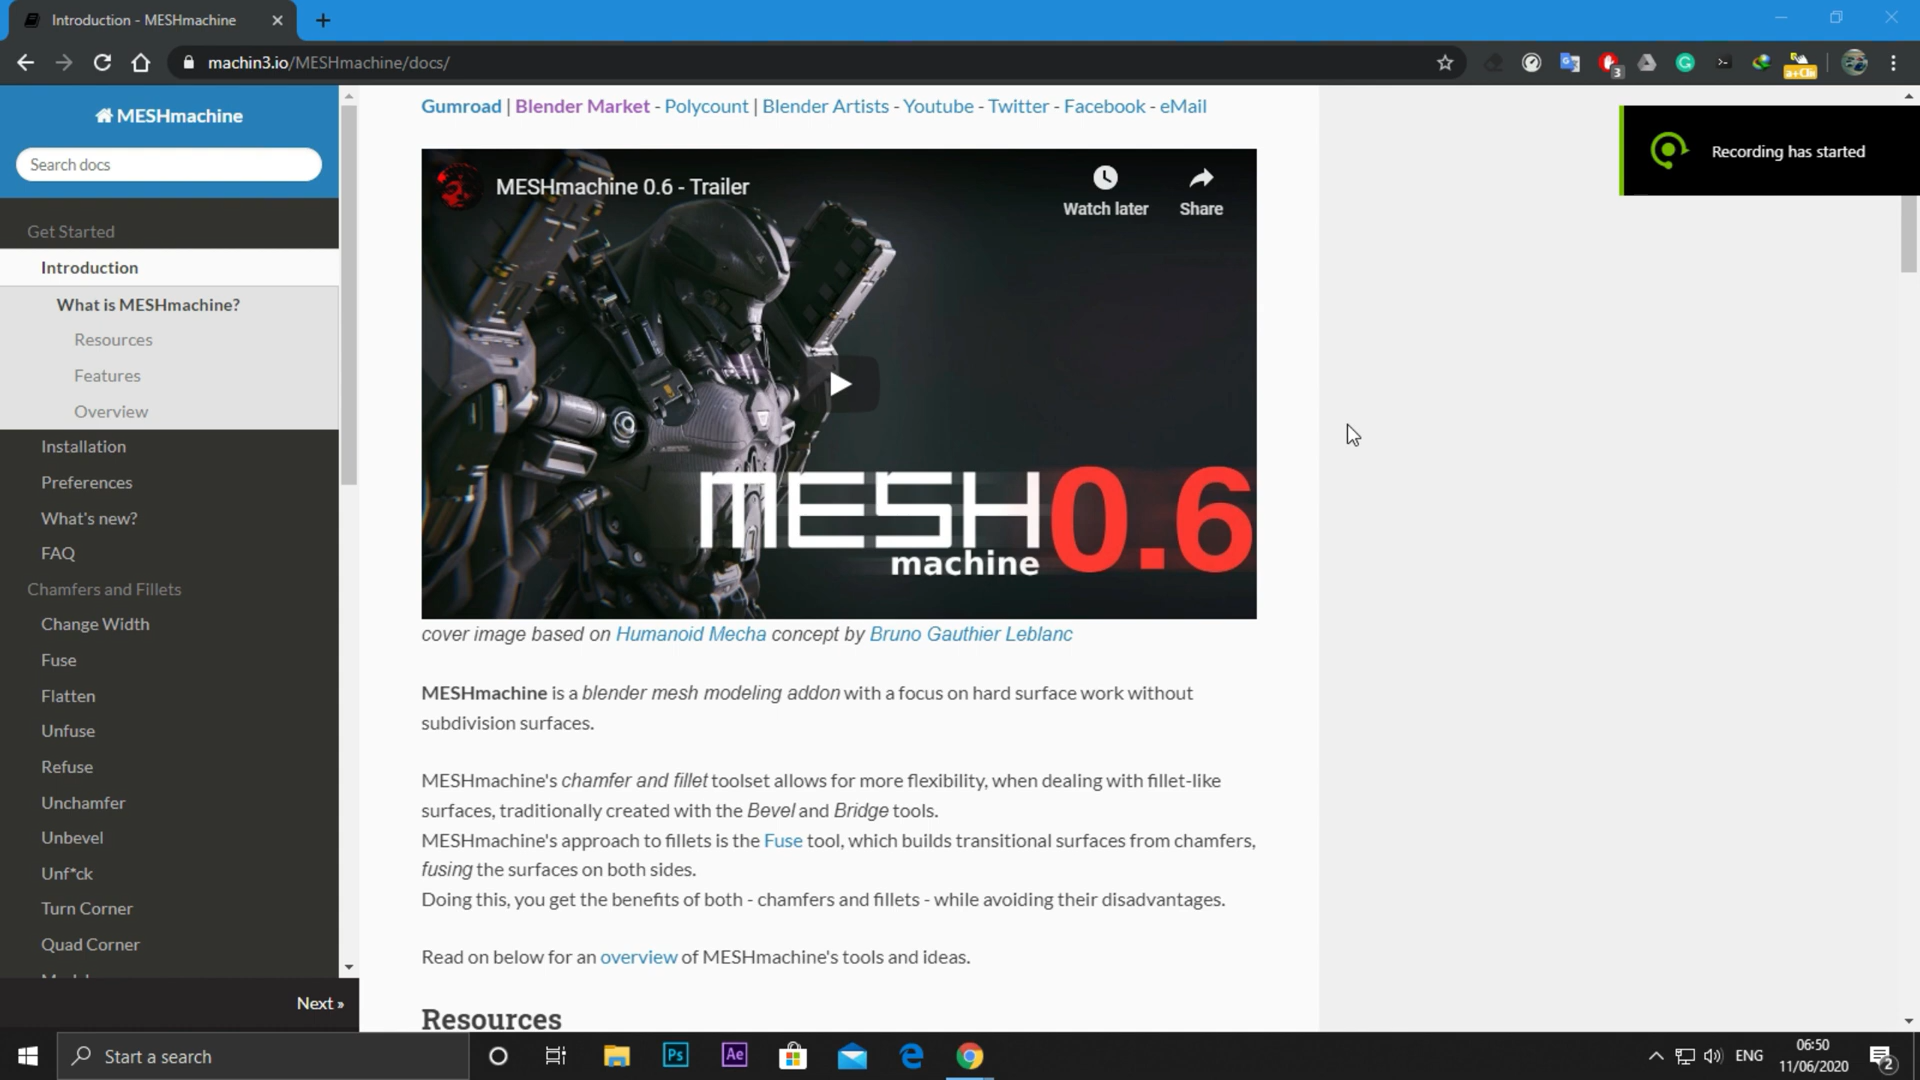 Introduction - MESHmachine
machin3.io/MESHmachine/docs/
3
a+Cli
MESHmachine
Search docs
Get Started
Introduction
What is MESHmachine?
Resources
Features
Overview
Installation
Preferences
What's new?
FAQ
Chamfers and Fillets
Change Width
Fuse
Flatten
Unfuse
Refuse
Unchamfer
Unbevel
Unf*ck
Turn Corner
Quad Corner
Next »
Gumroad | Blender Market - Polycount | Blender Artists - Youtube - Twitter - Facebook - eMail
MESHmachine 0.6 - Trailer
Watch later
Share
MESH 0.6
machine
cover image based on Humanoid Mecha concept by Bruno Gauthier Leblanc
MESHmachine is a blender mesh modeling addon with a focus on hard surface work without
subdivision surfaces.
MESHmachine's chamfer and fillet toolset allows for more flexibility, when dealing with fillet-like
surfaces, traditionally created with the Bevel and Bridge tools.
MESHmachine's approach to fillets is the Fuse tool, which builds transitional surfaces from chamfers,
fusing the surfaces on both sides.
Doing this, you get the benefits of both - chamfers and fillets - while avoiding their disadvantages.
Read on below for an overview of MESHmachine's tools and ideas.
Resources
Recording has started
Start a search
Ps
Ae
ENG
06:50
11/06/2020
2